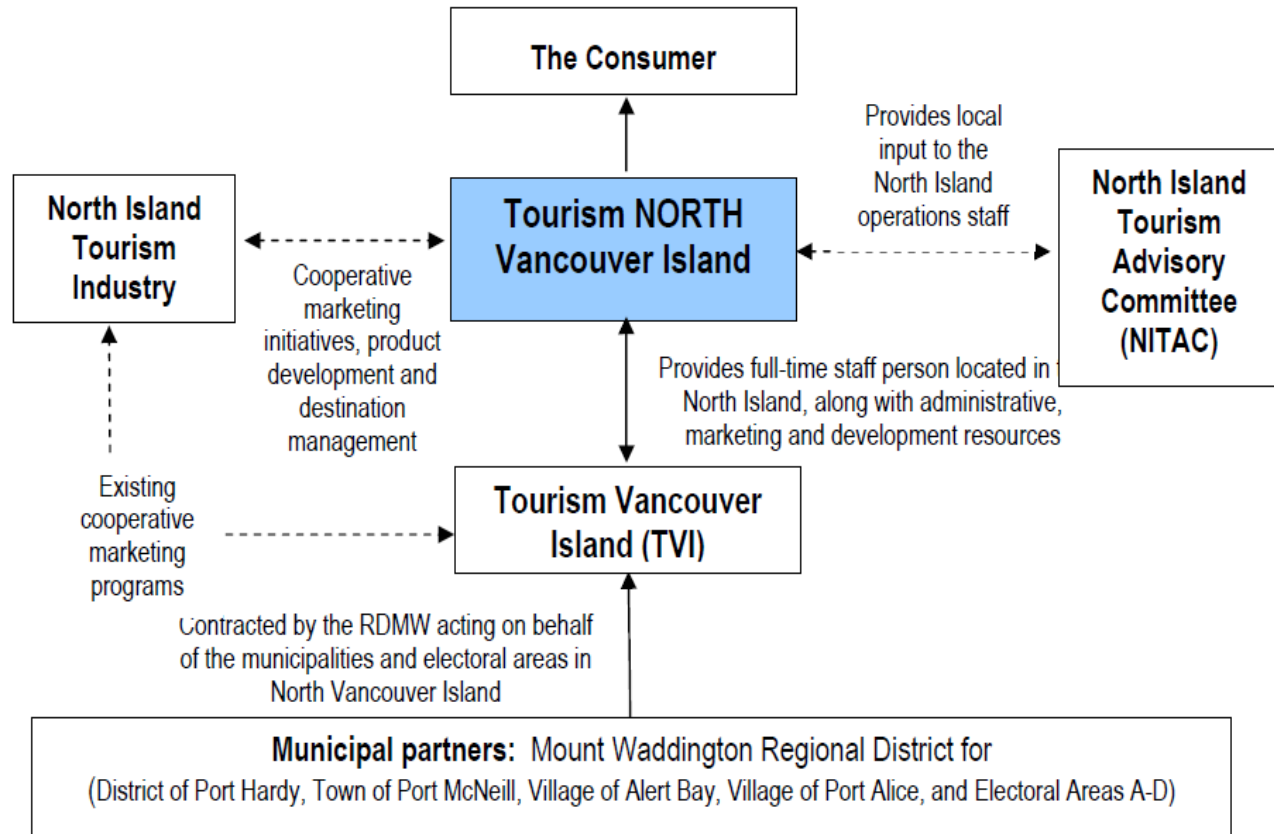 The Consumer
Provides local
input to the
North Island
operations staff
North Island
Tourism
Industry
Tourism NORTH
Vancouver Island
North Island
Tourism
Advisory
Committee
(NITAC)
Cooperative
marketing
initiatives, product
development and
destination
management
Provides full-time staff person located in
North Island, along with administrative,
marketing and development resources
Existing
cooperative
marketing
programs
Tourism Vancouver
Island (TVI)
Contracted by the RDMW acting on behalf
of the municipalities and electoral areas in
North Vancouver Island
Municipal partners: Mount Waddington Regional District for
(District of Port Hardy, Town of Port McNeill, Village of Alert Bay, Village of Port Alice, and Electoral Areas A-D)